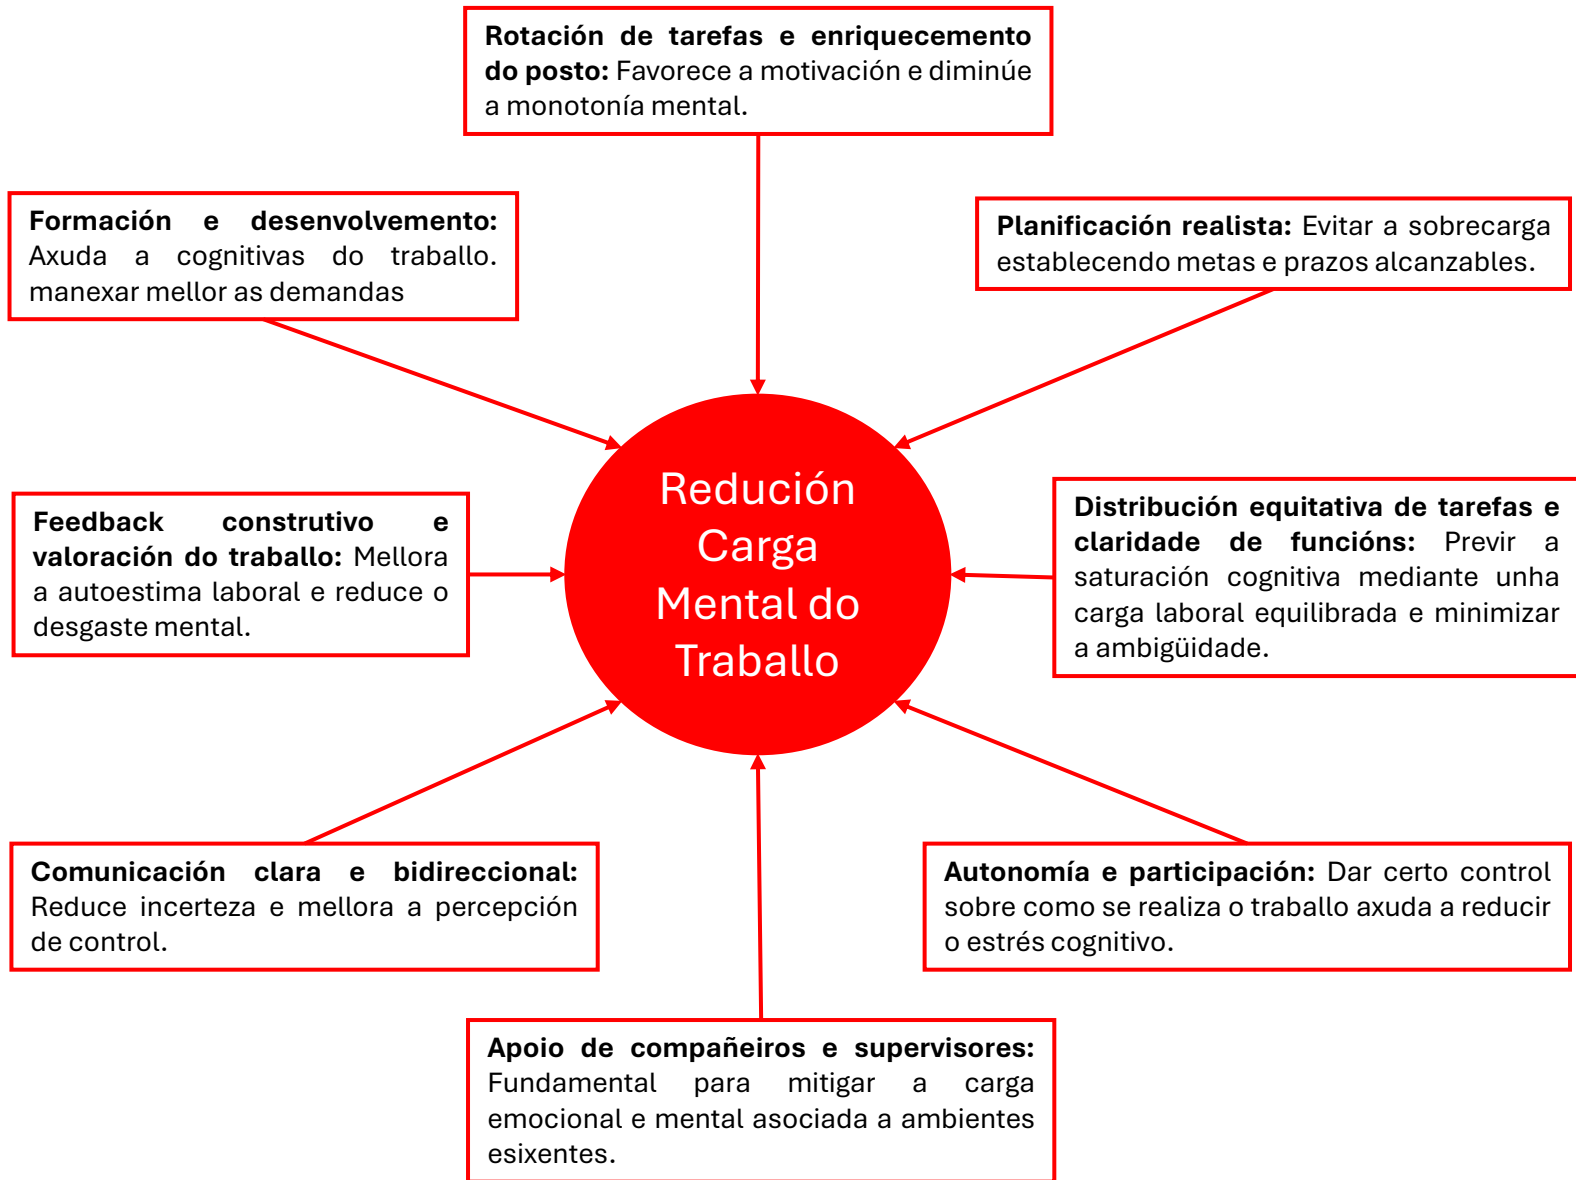 Rotación de tarefas e enriquecemento
do posto: Favorece a motivación e diminúe
a monotonía mental.
Formación e desenvolvemento:
Axuda a cognitivas do traballo.
manexar mellor as demandas
Planificación realista: Evitar a sobrecarga
establecendo metas e prazos alcanzables.
Redución
Carga
Mental do
Traballo
Feedback construtivo e
valoración do traballo: Mellora
a autoestima laboral e reduce o
desgaste mental.
Distribución equitativa de tarefas e
claridade de funcións: Previr a
saturación cognitiva mediante unha
carga laboral equilibrada e minimizar
a ambigüidade.
Comunicación clara e bidireccional:
Reduce incerteza e mellora a percepción
de control.
Autonomía e participación: Dar certo control
sobre como se realiza o traballo axuda a reducir
o estrés cognitivo.
Apoio de compañeiros e supervisores:
Fundamental para mitigar a carga
emocional e mental asociada a ambientes
esixentes.